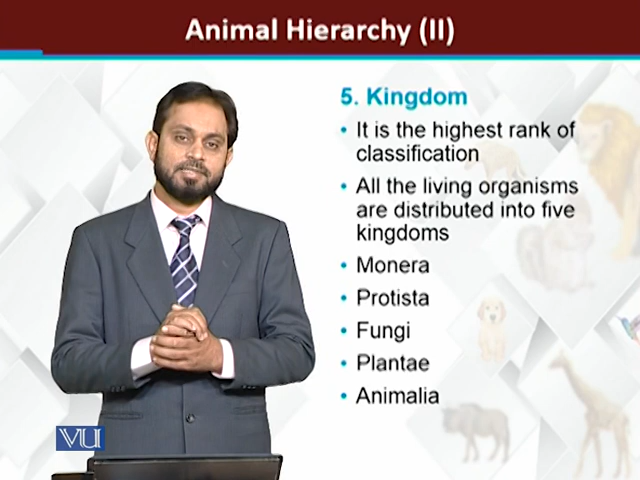 Animal Hierarchy (II)
5. Kingdom
• It is the highest rank of
classification
• All the living organisms
are distributed into five
kingdoms
• Monera
• Protista
• Fungi
• Plantae
• Animalia
VU